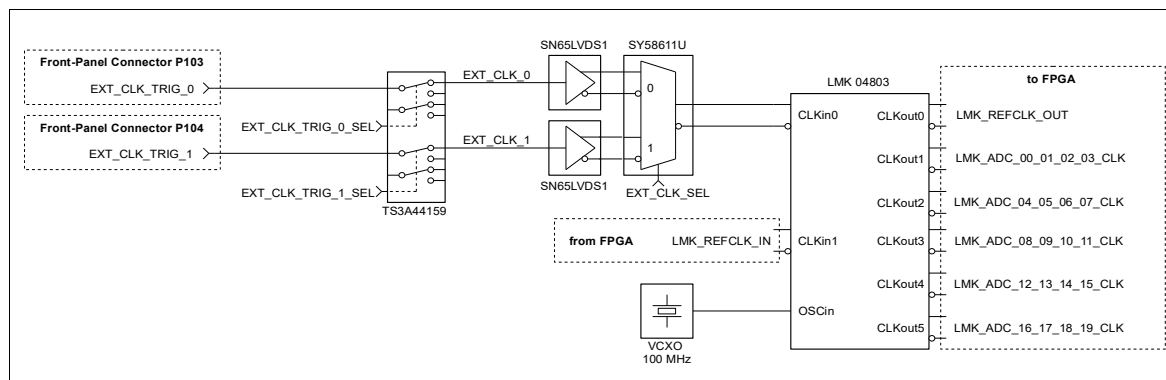 Front-Panel Connector P103
EXT_CLK_TRIG_0
Front-Panel Connector P104
EXT_CLK_TRIG_1
EXT_CLK_TRIG_0_SEL
EXT_CLK_TRIG_1_SEL
TS3A44159
EXT_CLK_0
EXT_CLK_1
SN65LVDS1
SN65LVDS1
SY58611U
0
1
EXT_CLK_SEL
from FPGA
LMK_REFCLK_IN
VCXO
100 MHz
LMK 04803
CLKin0
CLKin1
OSCin
CLKout0
CLKout1
CLKout2
CLKout3
CLKout4
CLKout5
to FPGA
LMK_REFCLK_OUT
LMK_ADC_00_01_02_03_CLK
LMK_ADC_04_05_06_07_CLK
LMK_ADC_08_09_10_11_CLK
LMK_ADC_12_13_14_15_CLK
LMK_ADC_16_17_18_19_CLK